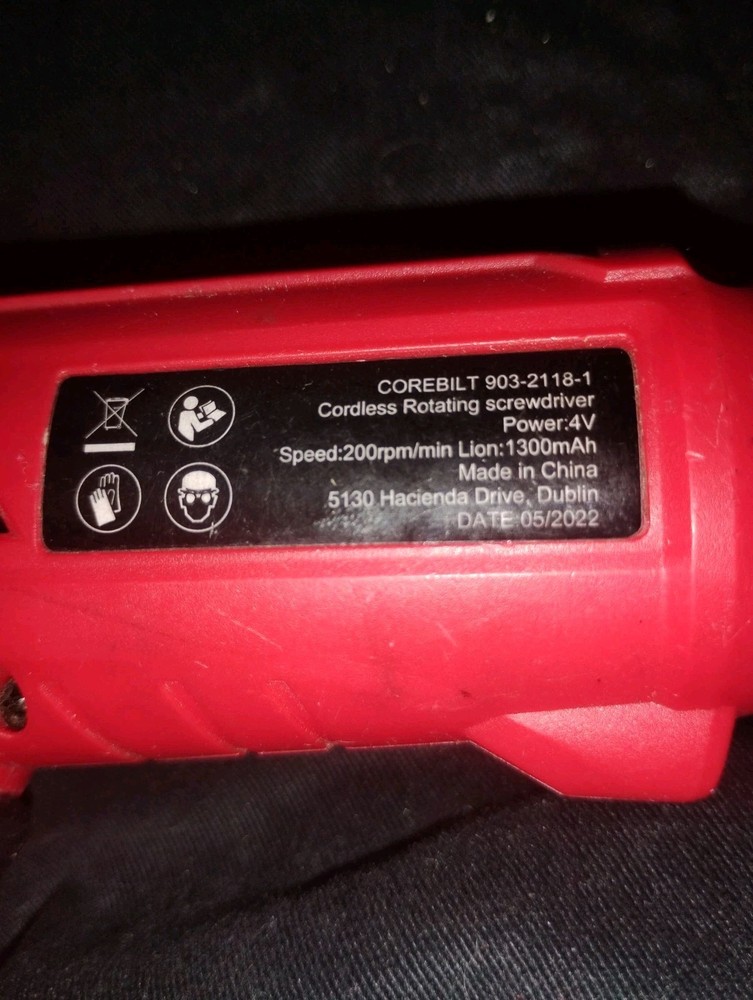 COREBILT 903-2118-1
Cordless Rotating screwdriver
Power:4V
Speed:200rpm/min Lion:1300mAh
Made in China
5130 Hacienda Drive, Dublin
DATE 05/2022